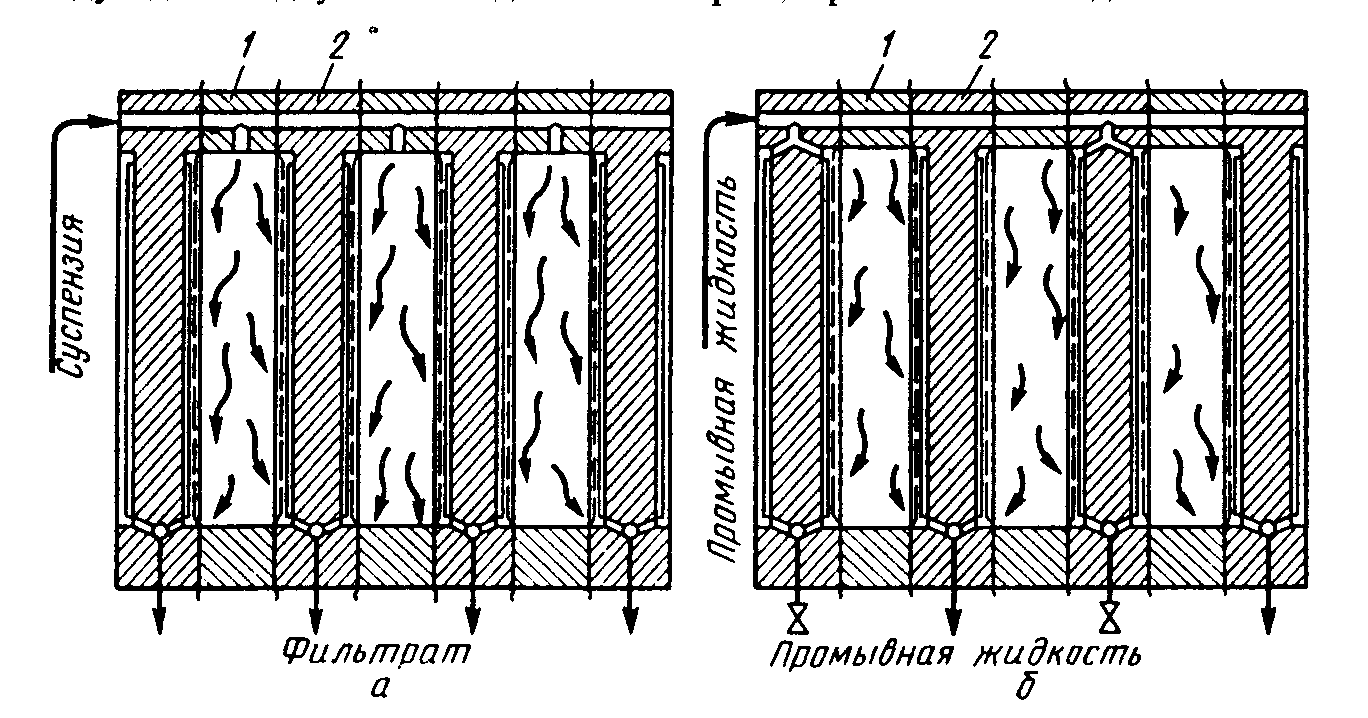 1
2
1
2
Суспензия
Промывная жидкость
Фильтрат
а
Промывная жидкость
б